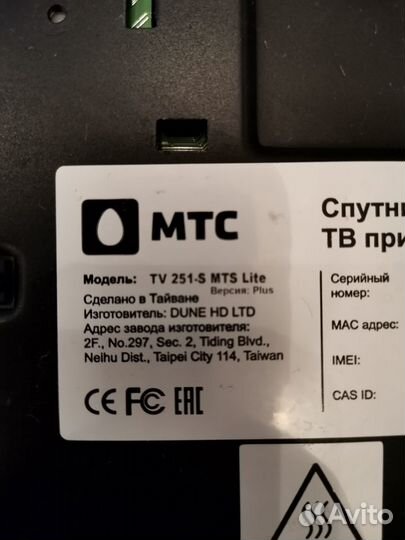 МТС
Спутн
ТВ при
Модель: TV 251-S MTS Lite
Версия: Plus
Сделано в Тайване
Изготовитель: DUNE HD LTD
Адрес завода изготовителя:
2F., No.297, Sec. 2, Tiding Blvd.,
Neihu Dist., Taipei City 114, Taiwan
CE FC EAC
Серийный
номер:
MAC адрес:
IMEI:
CAS ID:
Avito